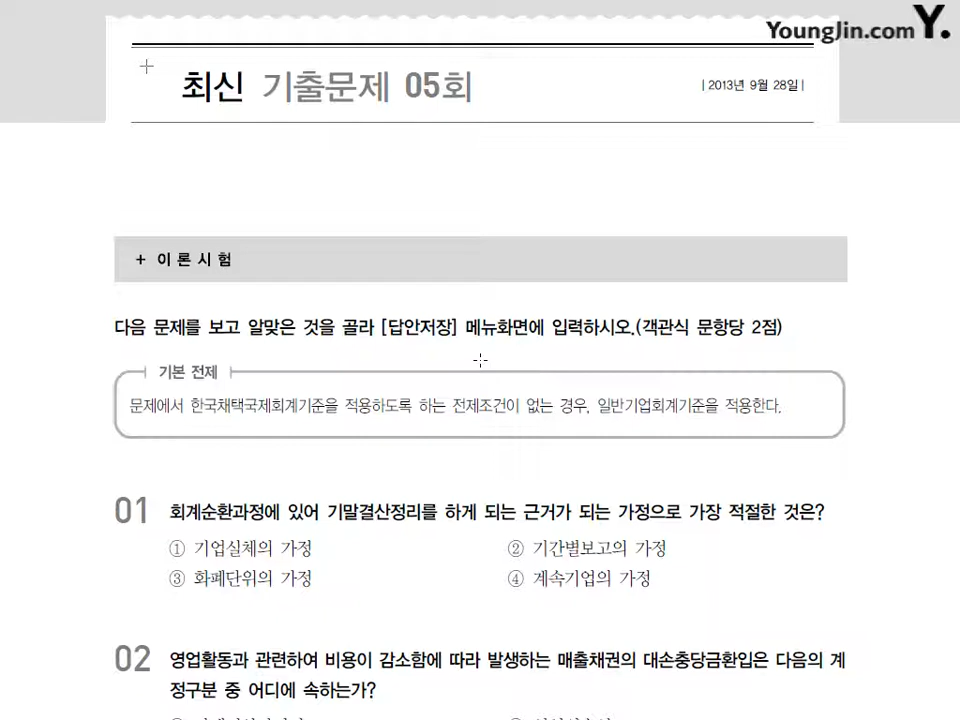 YoungJin.com Y.
최신 기출문제 05회
| 2013년 9월 28일 |
+ 이 론 시 험
다음 문제를 보고 알맞은 것을 골라 [답안저장] 메뉴화면에 입력하시오.(객관식 문항당 2점)
기본 전제
문제에서 한국채택국제회계기준을 적용하도록 하는 전제조건이 없는 경우, 일반기업회계기준을 적용한다.
01 회계순환과정에 있어 기말결산정리를 하게 되는 근거가 되는 가정으로 가장 적절한 것은?
① 기업실체의 가정 ② 기간별보고의 가정
③ 화폐단위의 가정 ④ 계속기업의 가정
02 영업활동과 관련하여 비용이 감소함에 따라 발생하는 매출채권의 대손충당금환입은 다음의 계
정구분 중 어디에 속하는가?